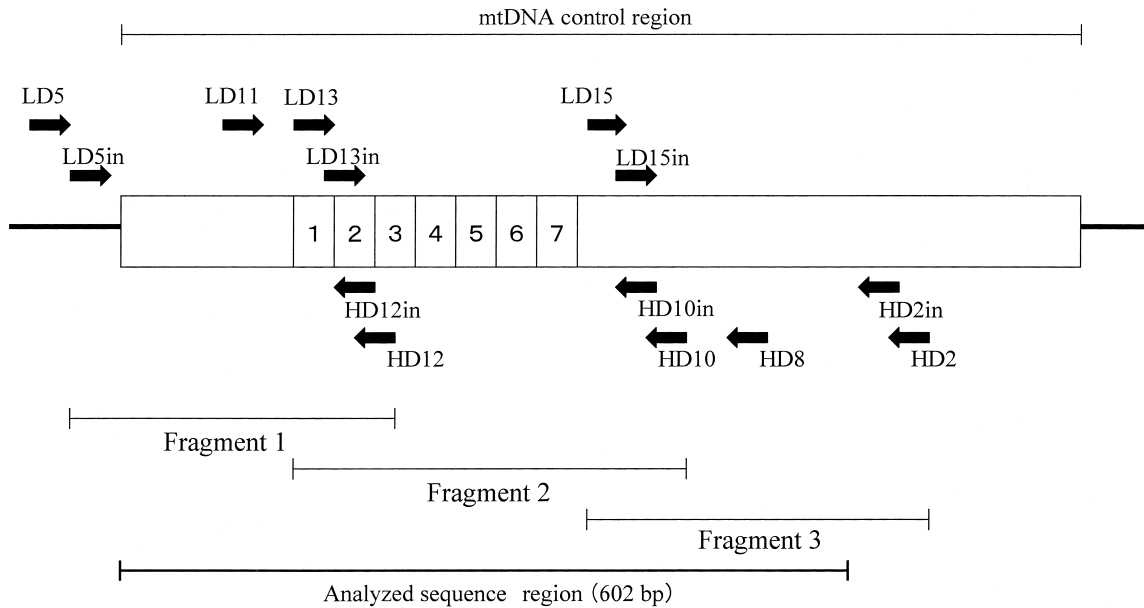 mtDNA control region
LD5
LD11
LD13
LD15
LD5in
LD13in
LD15in
1 2 3 4 5 6 7
HD12in
HD10in
HD2in
HD12
HD10
HD8
HD2
Fragment 1
Fragment 2
Fragment 3
Analyzed sequence region (602 bp)